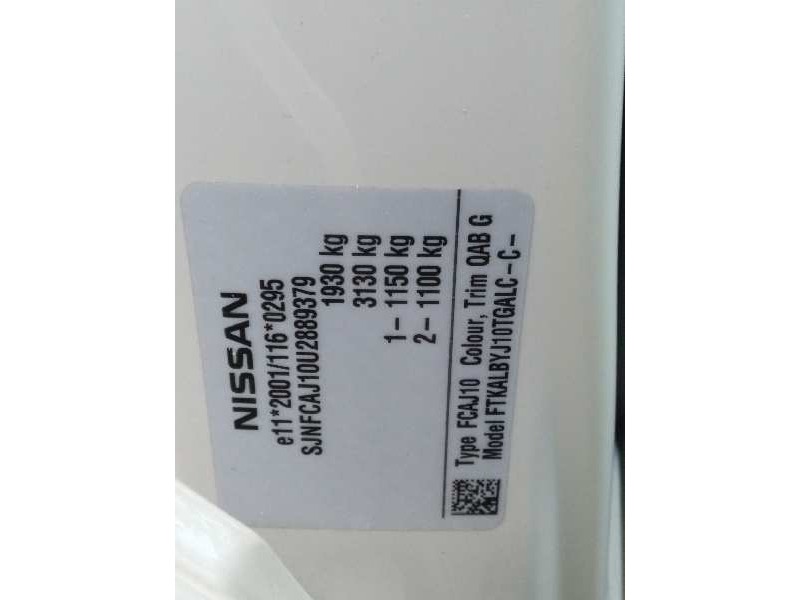 NISSAN
e11*2001/116*0295
SJNFCAJ10U2889379
1930 kg
3130 kg
1- 1150 kg
2- 1100 kg
Type FCAJ10 Colour, Trim QAB G
Model FTKALBYJ10TGALC-C-